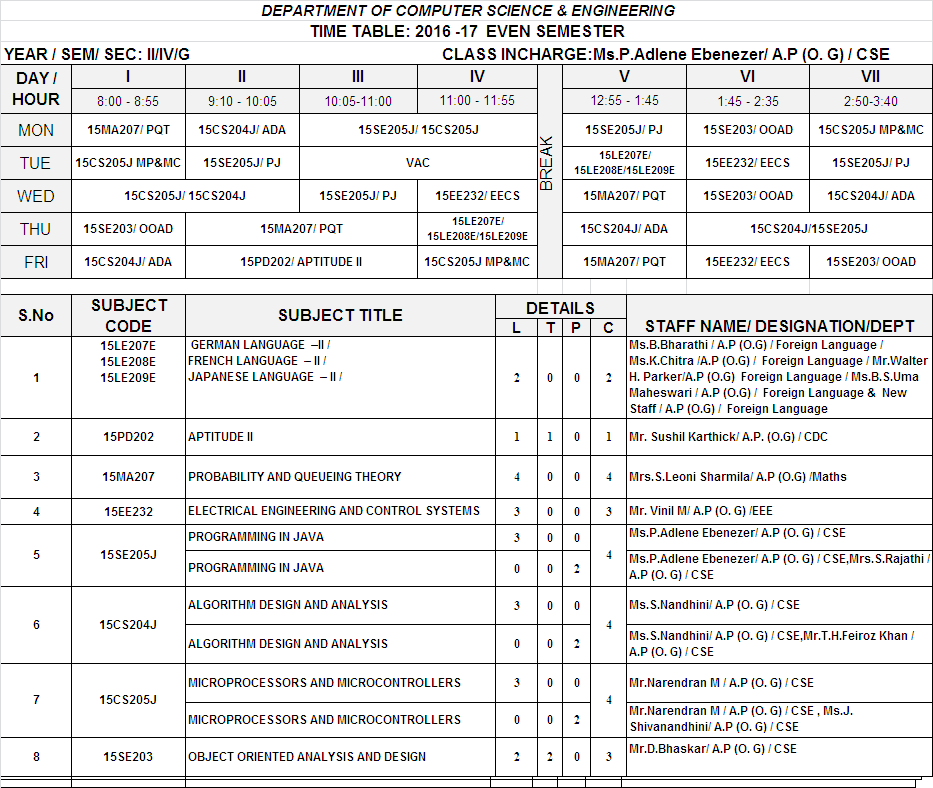 DEPARTMENT OF COMPUTER SCIENCE & ENGINEERING
TIME TABLE: 2016 -17 EVEN SEMESTER
YEAR / SEM/ SEC: II/IV/G CLASS INCHARGE:Ms.P.Adlene Ebenezer/ A.P (O. G) / CSE
DAY / HOUR I II III IV BREAK V VI VII
8:00 - 8:55 9:10 - 10:05 10:05-11:00 11:00 - 11:55 12:55 - 1:45 1:45 - 2:35 2:50-3:40
MON 15MA207/ PQT 15CS204J/ ADA 15SE205J/ 15CS205J 15SE205J/ PJ 15SE203/ OOAD 15CS205J MP&MC
TUE 15CS205J MP&MC 15SE205J/ PJ VAC 15LE207E/ 15LE208E/15LE209E 15EE232/ EECS 15SE205J/ PJ
WED 15CS205J/ 15CS204J 15SE205J/ PJ 15EE232/ EECS 15MA207/ PQT 15SE203/ OOAD 15CS204J/ ADA
THU 15SE203/ OOAD 15MA207/ PQT 15LE207E/ 15LE208E/15LE209E 15CS204J/ ADA 15CS204J/15SE205J
FRI 15CS204J/ ADA 15PD202/ APTITUDE II 15CS205J MP&MC 15MA207/ PQT 15EE232/ EECS 15SE203/ OOAD
S.No SUBJECT CODE SUBJECT TITLE DETAILS STAFF NAME/ DESIGNATION/DEPT
L T P C
1 15LE207E 15LE208E 15LE209E GERMAN LANGUAGE –II / FRENCH LANGUAGE – II / JAPANESE LANGUAGE – II / 2 0 0 2 Ms.B.Bharathi / A.P (O.G) / Foreign Language /
Ms.K.Chitra /A.P (O.G) / Foreign Language / Mr.Walter
H. Parker/A.P (O.G) Foreign Language / Ms.B.S.Uma
Maheswari / A.P (O.G) / Foreign Language & New
Staff / A.P (O.G) / Foreign Language
2 15PD202 APTITUDE II 1 1 0 1 Mr. Sushil Karthick/ A.P. (O.G) / CDC
3 15MA207 PROBABILITY AND QUEUEING THEORY 4 0 0 4 Mrs.S.Leoni Sharmila/ A.P (O.G) /Maths
4 15EE232 ELECTRICAL ENGINEERING AND CONTROL SYSTEMS 3 0 0 3 Mr. Vinil M/ A.P (O.G) /EEE
5 15SE205J PROGRAMMING IN JAVA 3 0 0 4 Ms.P.Adlene Ebenezer/ A.P (O. G) / CSE
PROGRAMMING IN JAVA 0 0 2 Ms.P.Adlene Ebenezer/ A.P (O. G) / CSE,Mrs.S.Rajathi /
A.P (O. G) / CSE
6 15CS204J ALGORITHM DESIGN AND ANALYSIS 3 0 0 4 Ms.S.Nandhini/ A.P (O. G) / CSE
ALGORITHM DESIGN AND ANALYSIS 0 0 2 Ms.S.Nandhini/ A.P (O. G) / CSE,Mr.T.H.Feiroz Khan /
A.P (O. G) / CSE
7 15CS205J MICROPROCESSORS AND MICROCONTROLLERS 3 0 0 4 Mr.Narendran M / A.P (O. G) / CSE
MICROPROCESSORS AND MICROCONTROLLERS 0 0 2 Mr.Narendran M / A.P (O. G) / CSE , Ms.J.
Shivanandhini/ A.P (O. G) / CSE
8 15SE203 OBJECT ORIENTED ANALYSIS AND DESIGN 2 2 0 3 Mr.D.Bhaskar/ A.P (O. G) / CSE